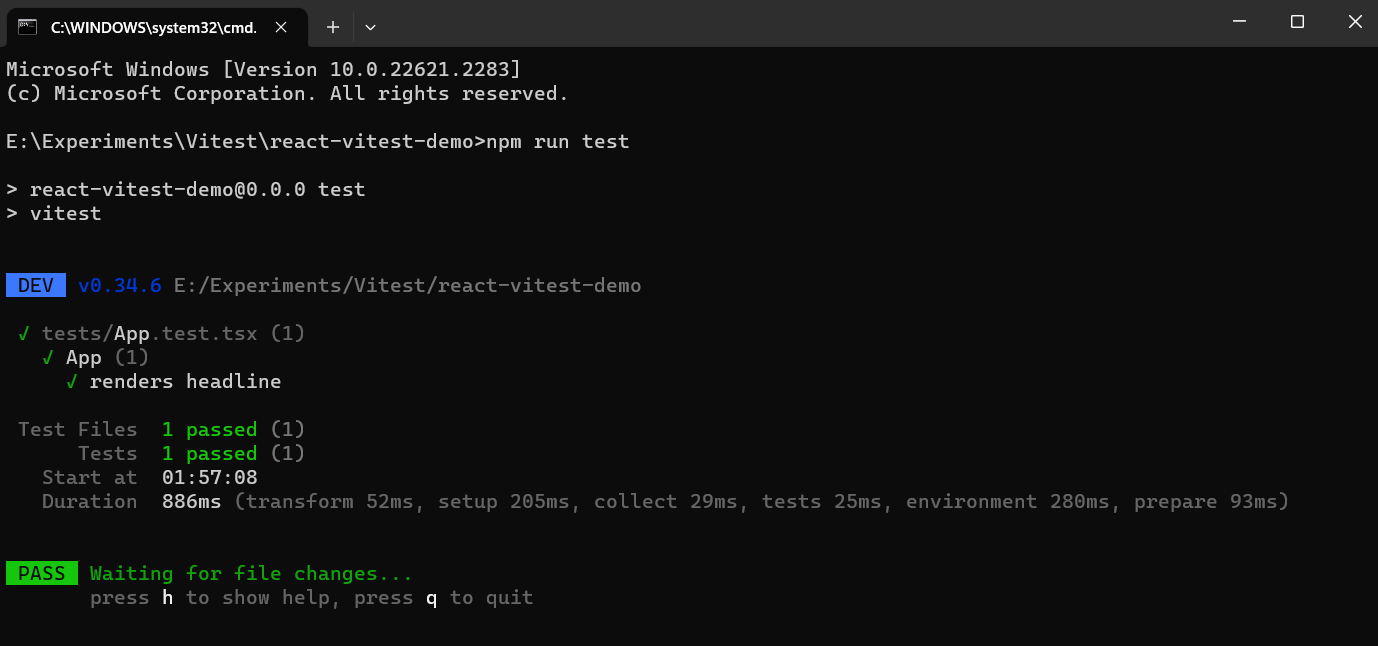 C:\WINDOWS\system32\cmd.
Microsoft Windows [Version 10.0.22621.2283]
(c) Microsoft Corporation. All rights reserved.
E:\Experiments\Vitest\react-vitest-demo>npm run test
> react-vitest-demo@0.0.0 test
> vitest
DEV v0.34.6 E:/Experiments/Vitest/react-vitest-demo
✓ tests/App.test.tsx (1)
✓ App (1)
✓ renders headline
Test Files 1 passed (1)
Tests 1 passed (1)
Start at 01:57:08
Duration 886ms (transform 52ms, setup 205ms, collect 29ms, tests 25ms, environment 280ms, prepare 93ms)
PASS Waiting for file changes...
press h to show help, press q to quit